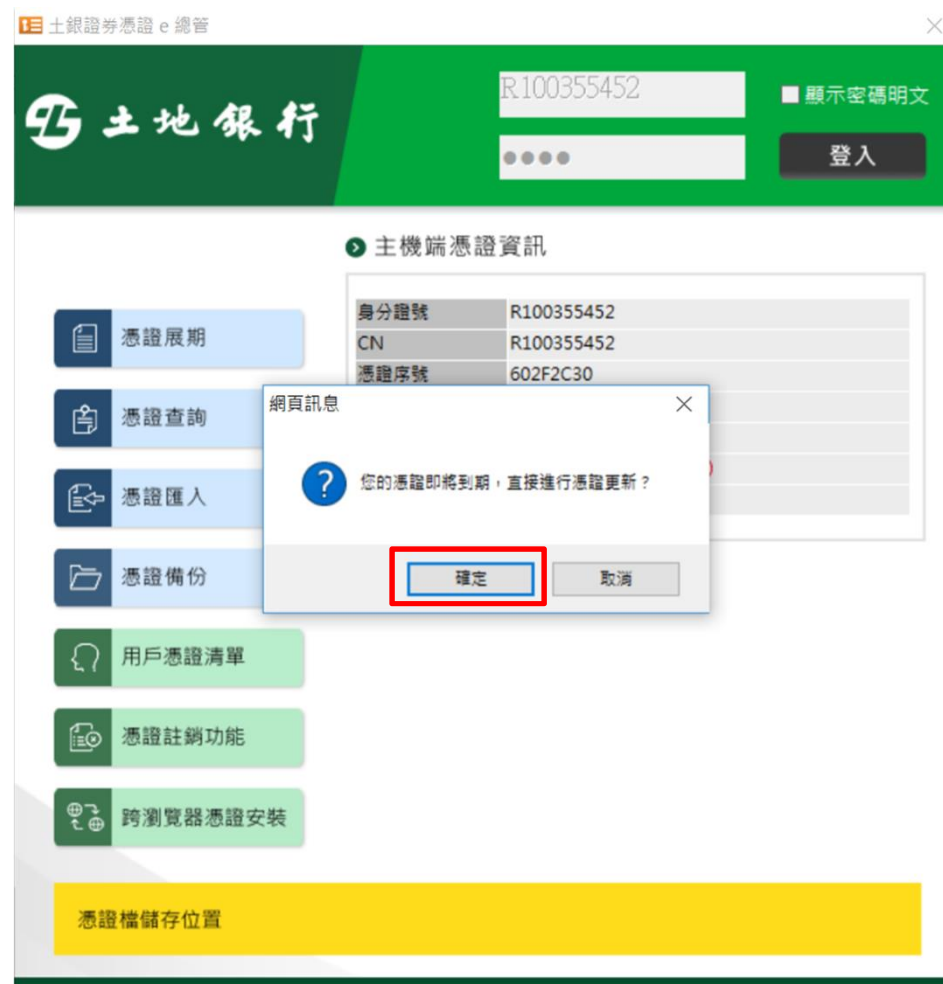 土銀證券憑證 e 總管
土地銀行
R100355452
顯示密碼明文
●●●●
登入
主機端憑證資訊
身分證號 R100355452
CN R100355452
憑證序號 602F2C30
憑證展期
憑證查詢
憑證匯入
憑證備份
用戶憑證清單
憑證註銷功能
跨瀏覽器憑證安裝
網頁訊息
您的憑證即將到期，直接進行憑證更新？
確定
取消
憑證檔儲存位置